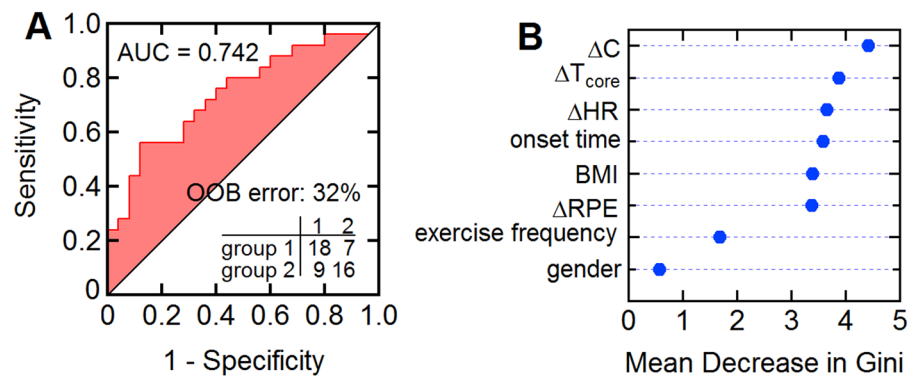 A
1.0
0.8
0.6
0.4
0.2
0
Sensitivity
AUC = 0.742
OOB error: 32%
1 2
group 1 18 7
group 2 9 16
0 0.2 0.4 0.6 0.8 1.0
1 - Specificity
B
ΔC
ΔTcore
ΔHR
onset time
BMI
ΔRPE
exercise frequency
gender
0 1 2 3 4 5
Mean Decrease in Gini